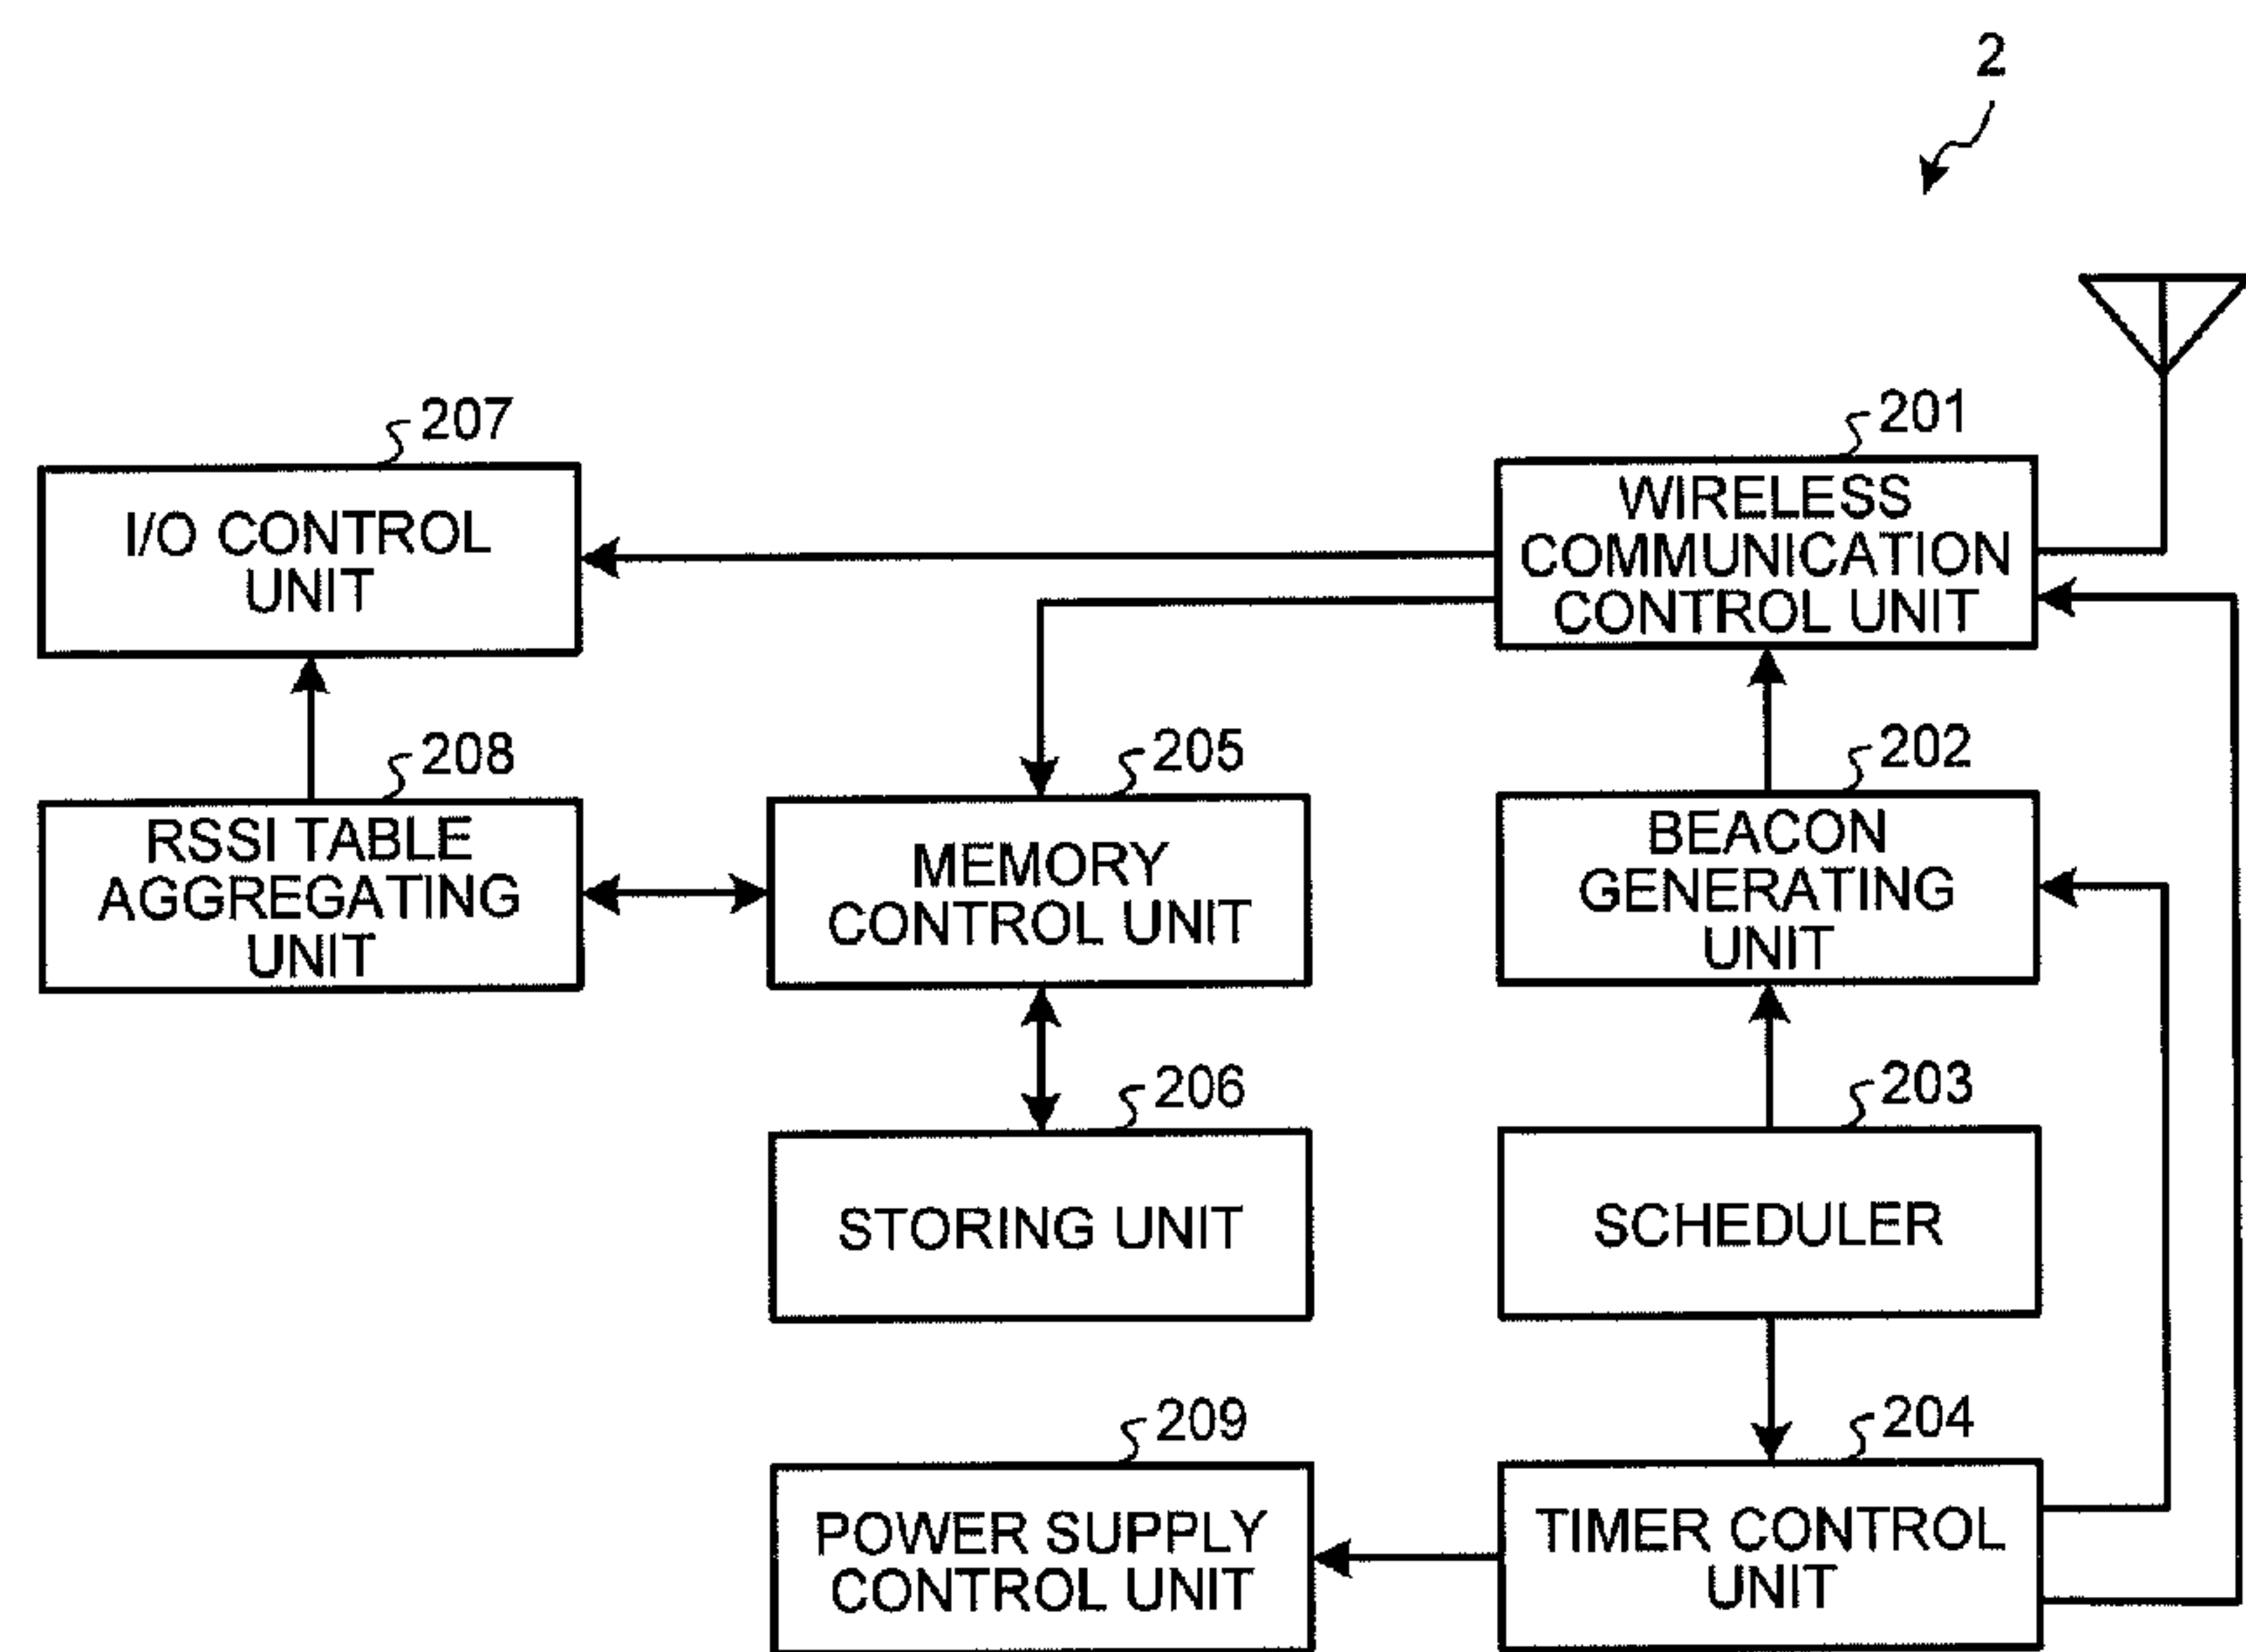 2
207
201
I/O CONTROL
UNIT
WIRELESS
COMMUNICATION
CONTROL UNIT
208
205
202
RSSI TABLE
AGGREGATING
UNIT
MEMORY
CONTROL UNIT
BEACON
GENERATING
UNIT
206
203
STORING UNIT
SCHEDULER
209
204
POWER SUPPLY
CONTROL UNIT
TIMER CONTROL
UNIT